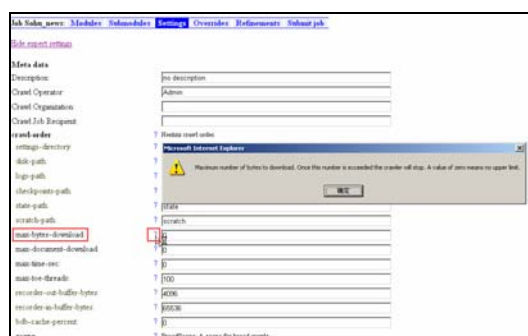 Job Sohu_news: Modules Submodules Settings Overrides Refinements Submit job
Hide expert settings
Meta data
Description no description
Crawl Operator Admin
Crawl Organization
Crawl Job Recipient
crawl-order ? Heritrix crawl order
settings-directory ?
Microsoft Internet Explorer
disk-path ?
Maximum number of bytes to download. Once this number is exceeded the crawler will stop. A value of zero means no upper limit.
logs-path ?
确定
checkpoints-path ?
state-path ? state
scratch-path ? scratch
max-bytes-download ? 0
max-document-download ? 0
max-time-sec ? 0
max-toe-threads ? 100
recorder-out-buffer-bytes ? 4096
recorder-in-buffer-bytes ? 65536
bdb-cache-percent ? 0